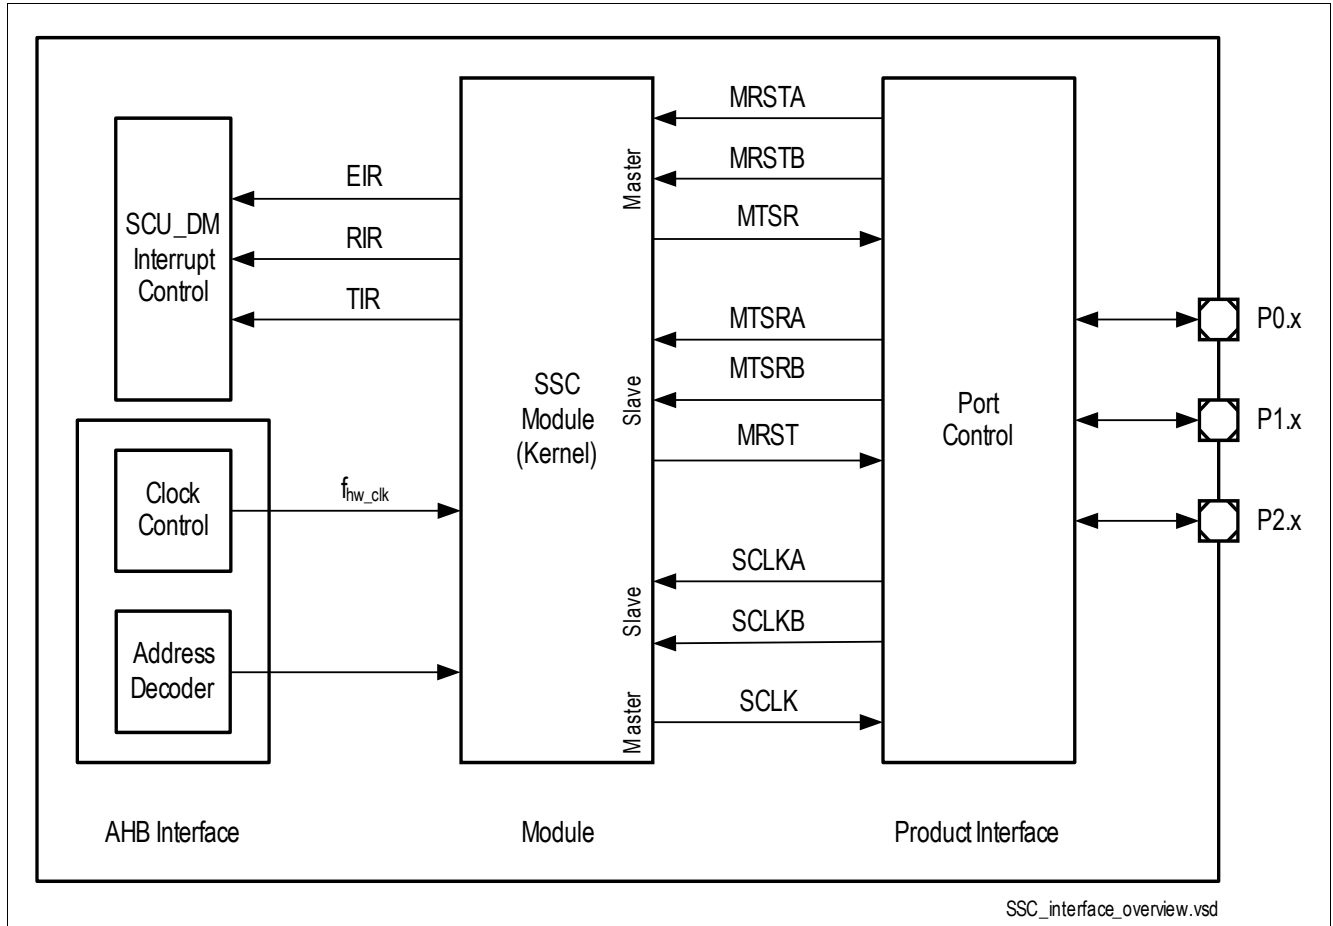 MRSTA
MRSTB
MTSR
Master
EIR
RIR
TIR
SCU_DM
Interrupt
Control
MTSRA
MTSRB
MRST
Slave
SSC
Module
(Kernel)
Port
Control
P0.x
P1.x
P2.x
Clock
Control
fhw_clk
Address
Decoder
SCLKA
SCLKB
Slave
SCLK
Master
AHB Interface
Module
Product Interface
SSC_interface_overview.vsd